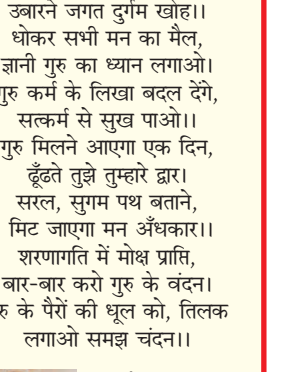 उबारने जगत दुर्गम खोह।।
धोकर सभी मन का मैल,
ज्ञानी गुरु का ध्यान लगाओ।
गुरु कर्म के लिखा बदल देंगे,
सत्कर्म से सुख पाओ।।
गुरु मिलने आएगा एक दिन,
ढूँढते तुझे तुम्हारे द्वार।
सरल, सुगम पथ बताने,
मिट जाएगा मन अँधकार।।
शरणागति में मोक्ष प्राप्ति,
बार-बार करो गुरु के वंदन।
के पैरों की धूल को, तिलक
लगाओ समझ चंदन।।